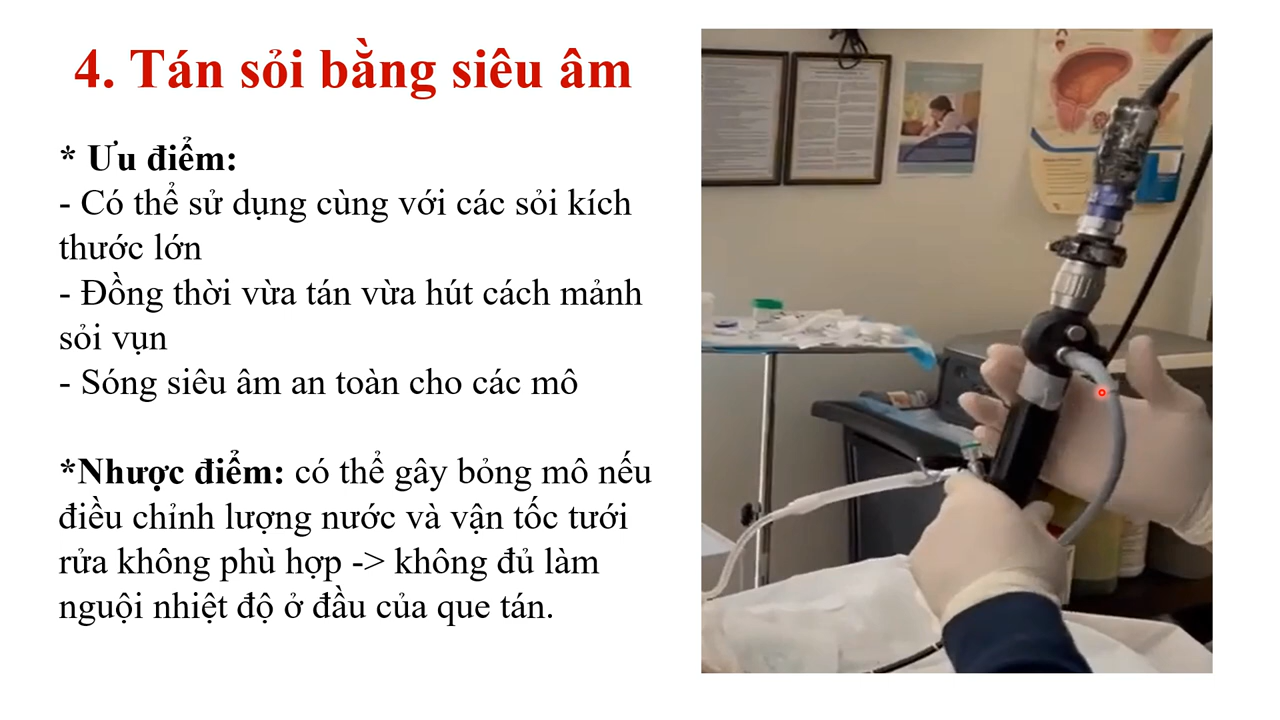 4. Tán sỏi bằng siêu âm
* Ưu điểm:
- Có thể sử dụng cùng với các sỏi kích
thước lớn
- Đồng thời vừa tán vừa hút cách mảnh
sỏi vụn
- Sóng siêu âm an toàn cho các mô
*Nhược điểm: có thể gây bỏng mô nếu
điều chỉnh lượng nước và vận tốc tưới
rửa không phù hợp -> không đủ làm
nguội nhiệt độ ở đầu của que tán.